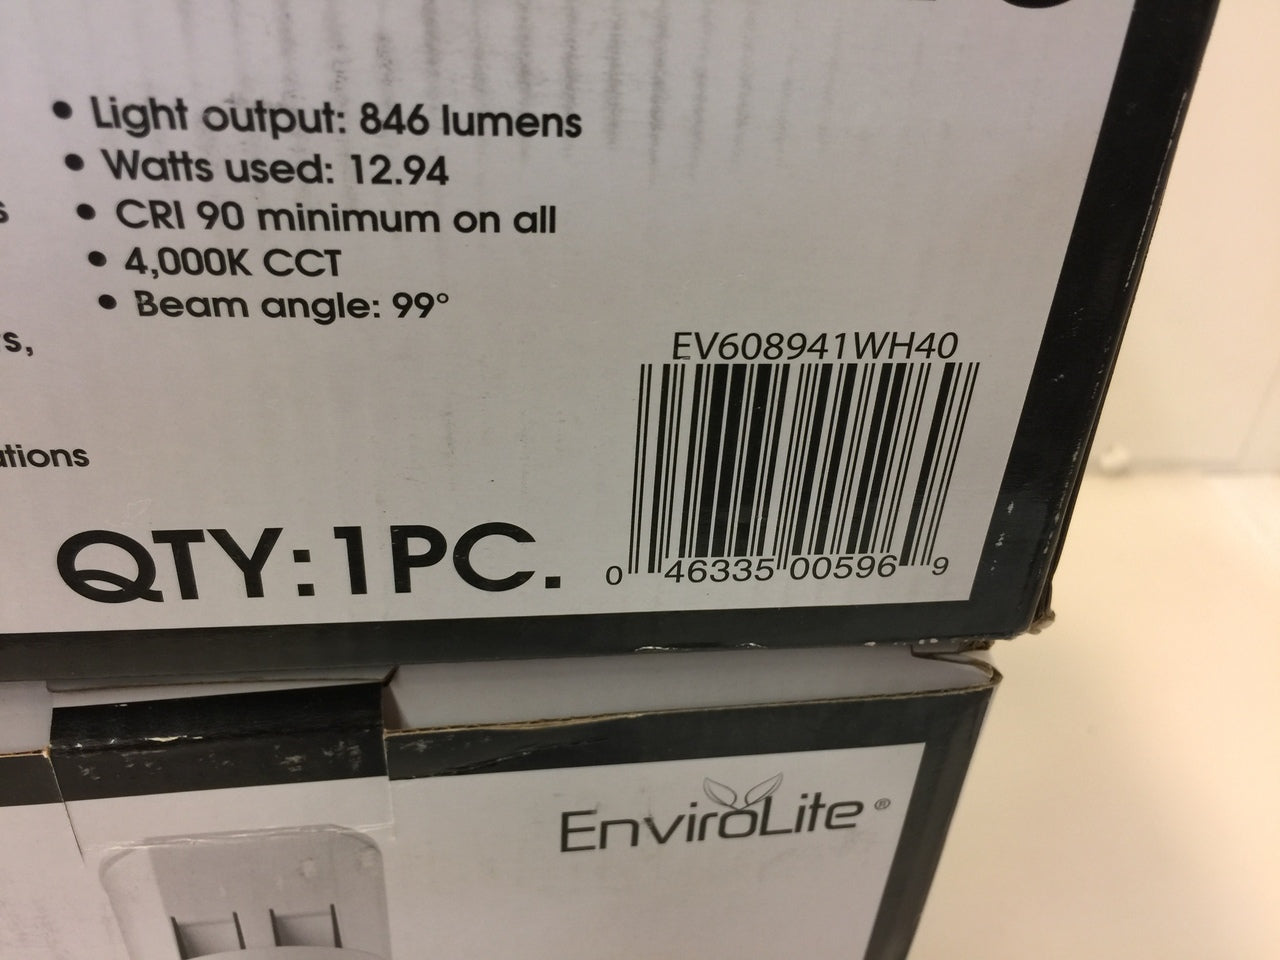 • Light output: 846 lumens
• Watts used: 12.94
s
• CRI 90 minimum on all
• 4,000K CCT
• Beam angle: 99°
s,
EV608941WH40
QTY:1PC.
0 46335 00596 9
EnviroLite®